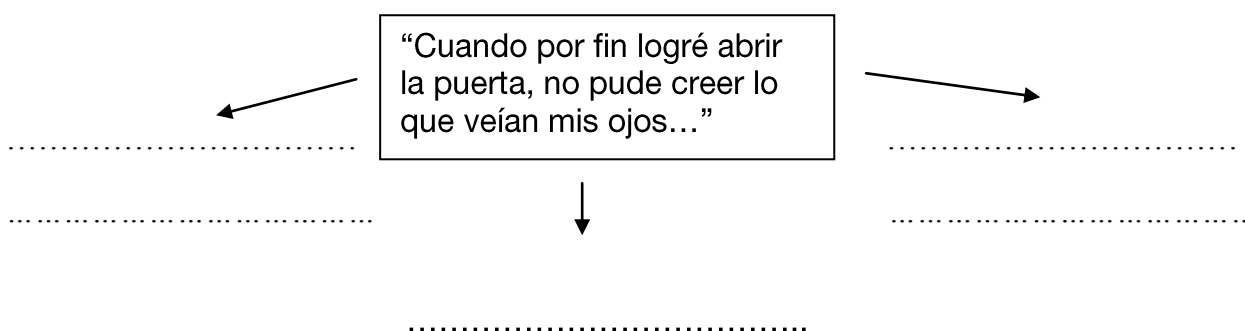 “Cuando por fin logré abrir
la puerta, no pude creer lo
que veían mis ojos…”